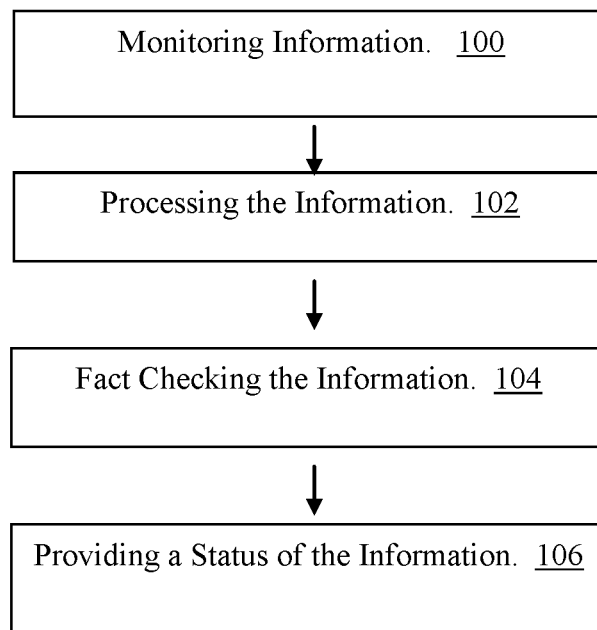 Monitoring Information. 100
Processing the Information. 102
Fact Checking the Information. 104
Providing a Status of the Information. 106